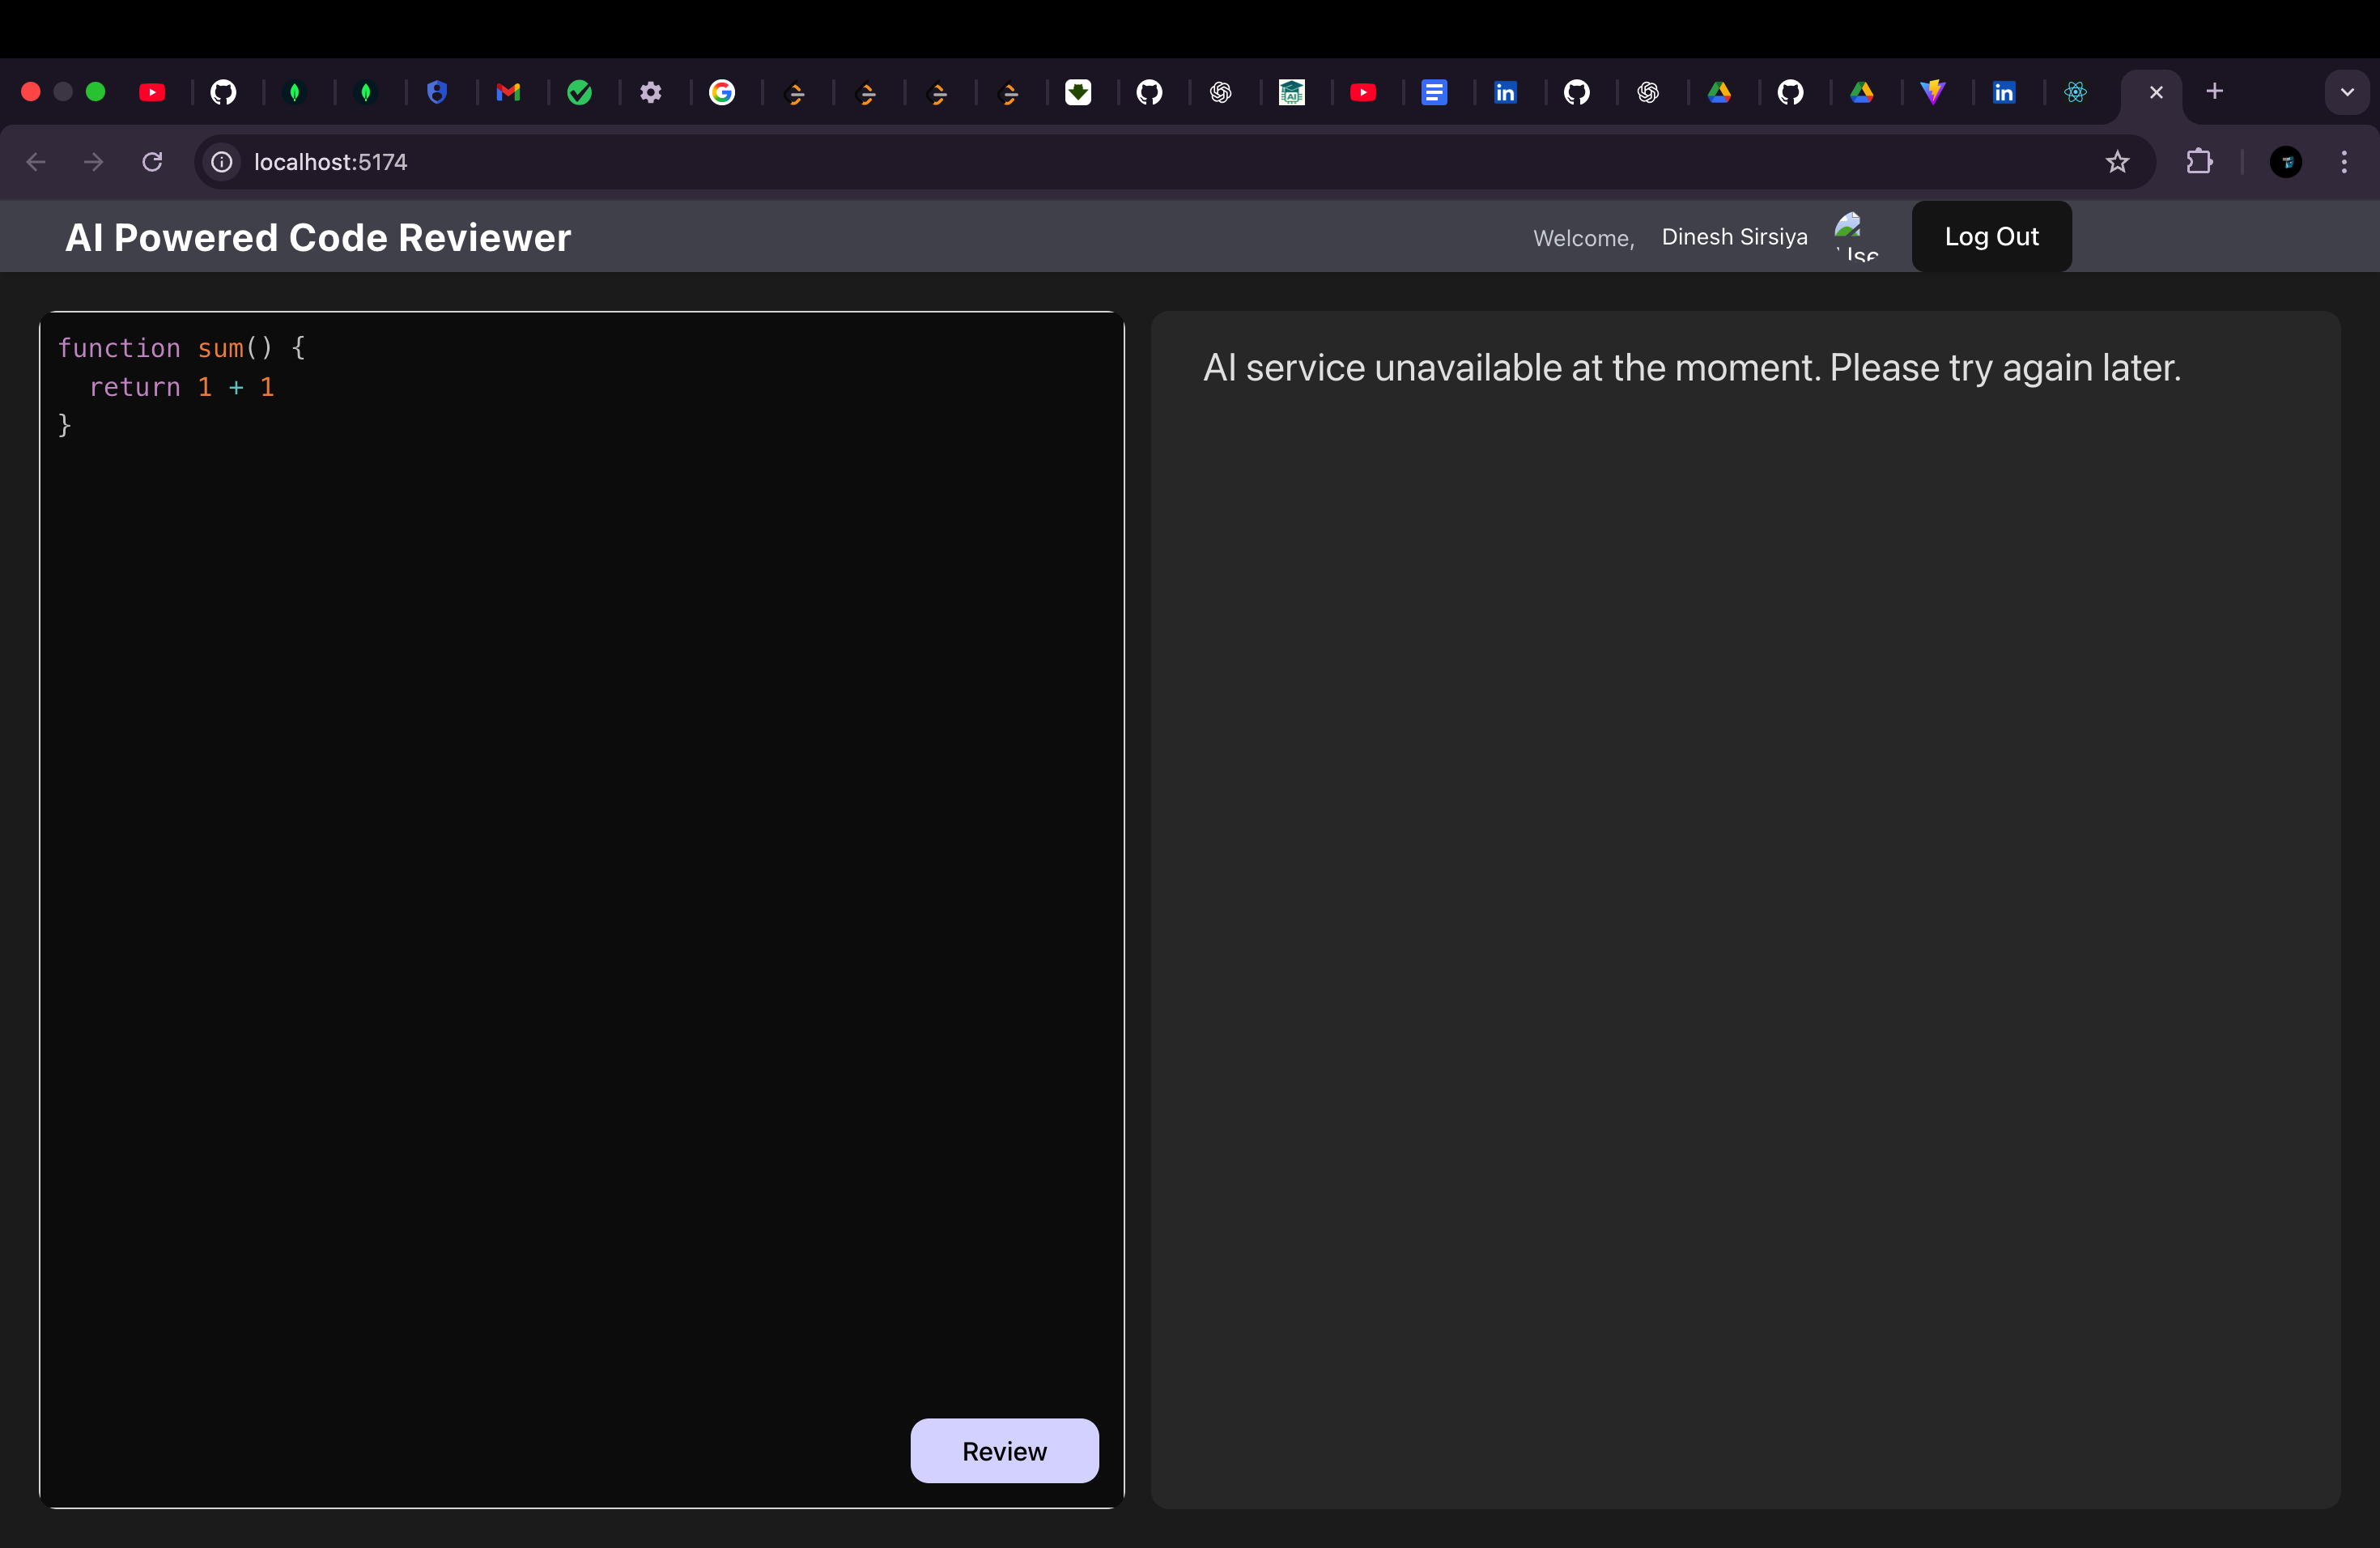 localhost:5174
AI Powered Code Reviewer
Welcome, Dinesh Sirsiya
Log Out
function sum() {
  return 1 + 1
}
AI service unavailable at the moment. Please try again later.
Review